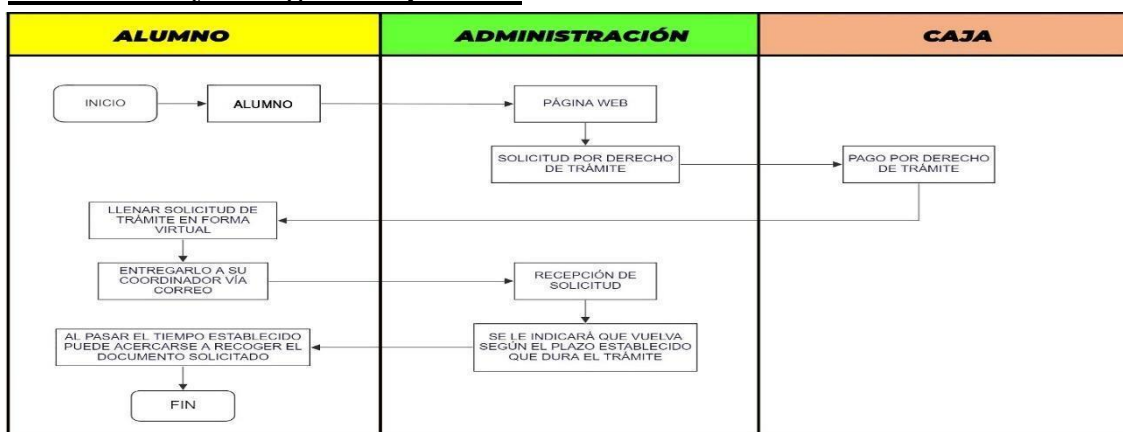 ALUMNO
ADMINISTRACIÓN
CAJA
INICIO
ALUMNO
PÁGINA WEB
SOLICITUD POR DERECHO
DE TRÁMITE
PAGO POR DERECHO
DE TRÁMITE
LLENAR SOLICITUD DE
TRÁMITE EN FORMA
VIRTUAL
ENTREGARLO A SU
COORDINADOR VÍA
CORREO
RECEPCIÓN DE
SOLICITUD
SE LE INDICARÁ QUE VUELVA
SEGÚN EL PLAZO ESTABLECIDO
QUE DURA EL TRÁMITE
AL PASAR EL TIEMPO ESTABLECIDO
PUEDE ACERCARSE A RECOGER EL
DOCUMENTO SOLICITADO
FIN